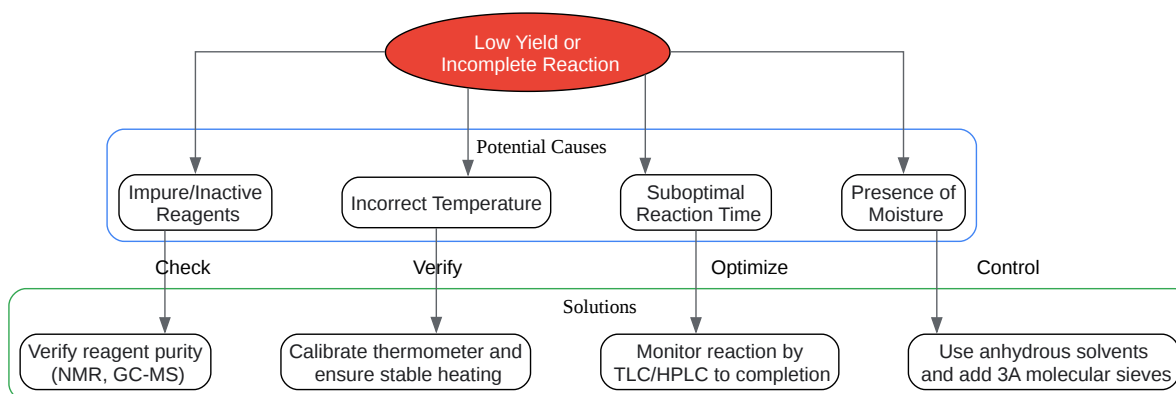 Low Yield or
Incomplete Reaction
Potential Causes
Impure/Inactive
Reagents
Incorrect Temperature
Suboptimal
Reaction Time
Presence of
Moisture
Check
Verify
Optimize
Control
Solutions
Verify reagent purity
(NMR, GC-MS)
Calibrate thermometer and
ensure stable heating
Monitor reaction by
TLC/HPLC to completion
Use anhydrous solvents
and add 3A molecular sieves